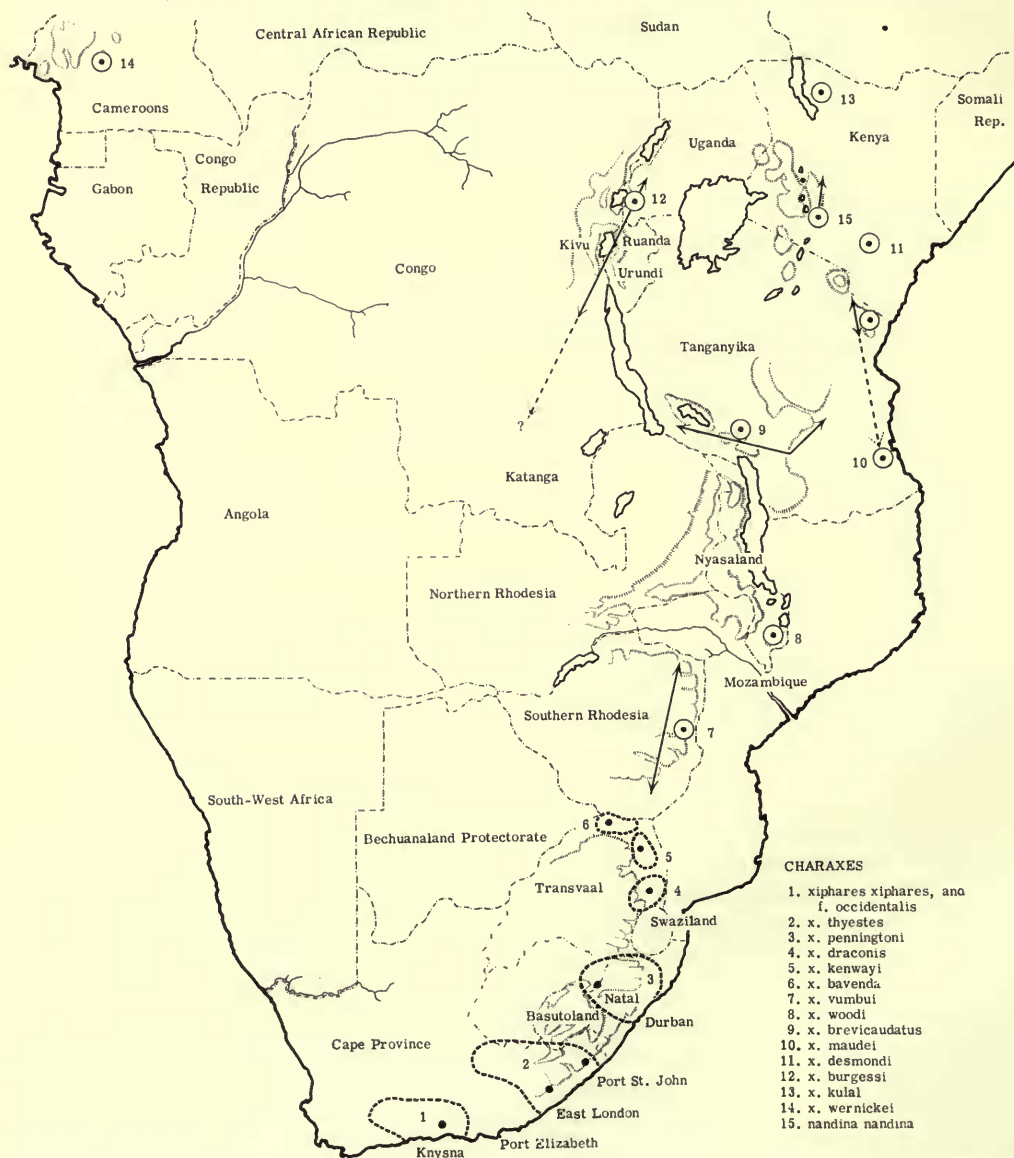 Central African Republic
Sudan
14
13
Cameroons
Kenya
Somali
Rep.
Uganda
Congo
Republic
Gabon
12
15
11
Kivu
Ruanda
Urundi
Congo
Tanganyika
9
?
10
Katanga
Angola
Nyasaland
Northern Rhodesia
8
Mozambique
Southern Rhodesia
7
South-West Africa
6
Bechuanaland Protectorate
5
Transvaal
4
Swaziland
3
Natal
Basutoland
Durban
Cape Province
2
Port St. John
East London
1
Port Elizabeth
Knysna
CHARAXES
1. xiphares xiphares, and
f. occidentalis
2. x. thyestes
3. x. penningtoni
4. x. draconis
5. x. kenwayi
6. x. bavenda
7. x. vumbui
8. x. woodi
9. x. brevicaudatus
10. x. maudei
11. x. desmondi
12. x. burgessi
13. x. kulal
14. x. wernickei
15. nandina nandina